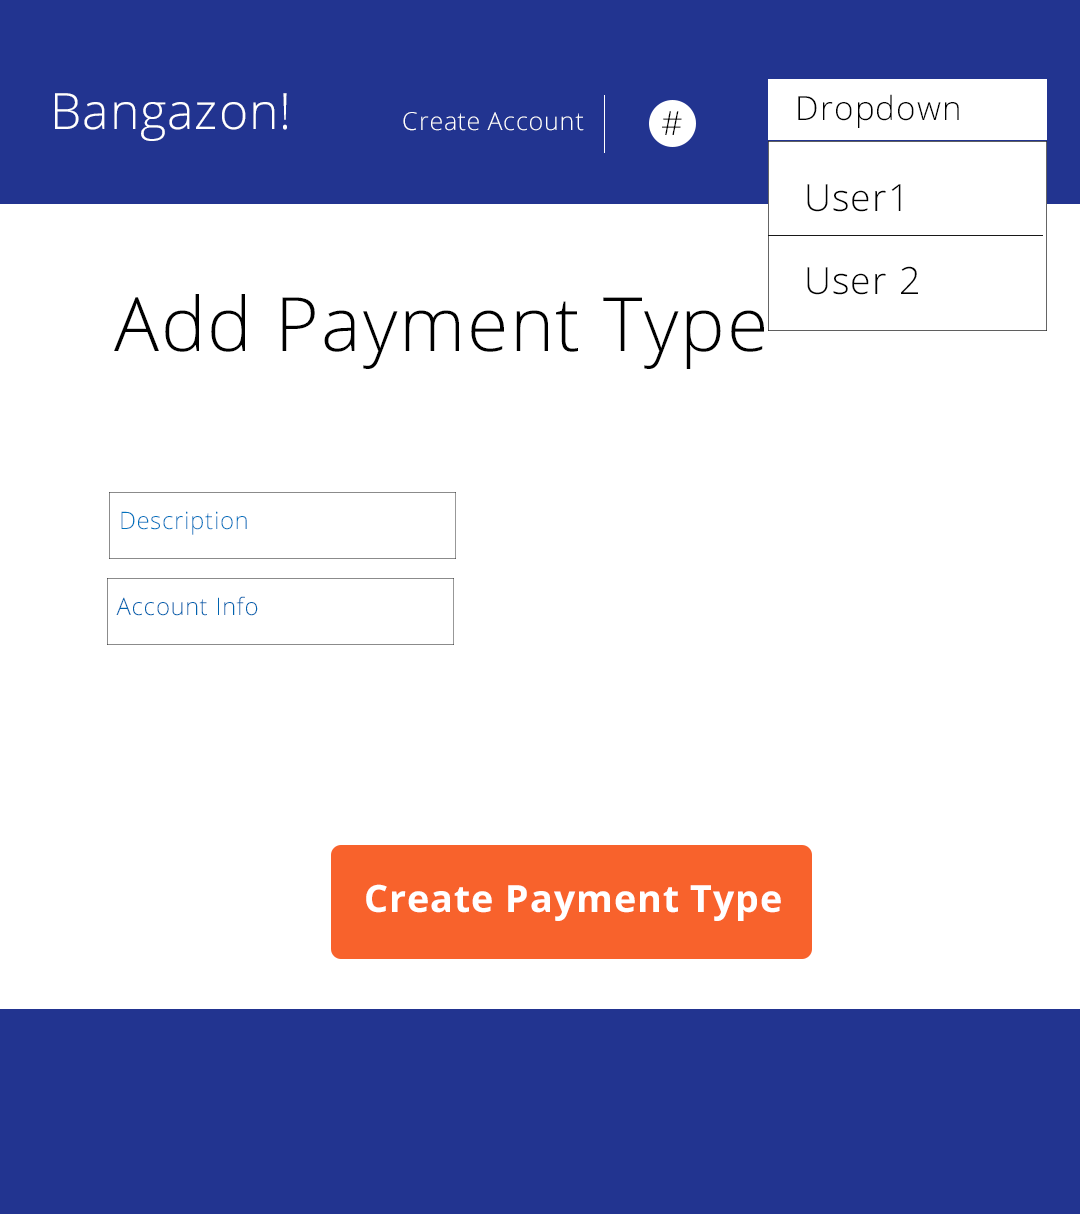 Bangazon!
Create Account
#
Dropdown
User1
User 2
Add Payment Type
Description
Account Info
Create Payment Type